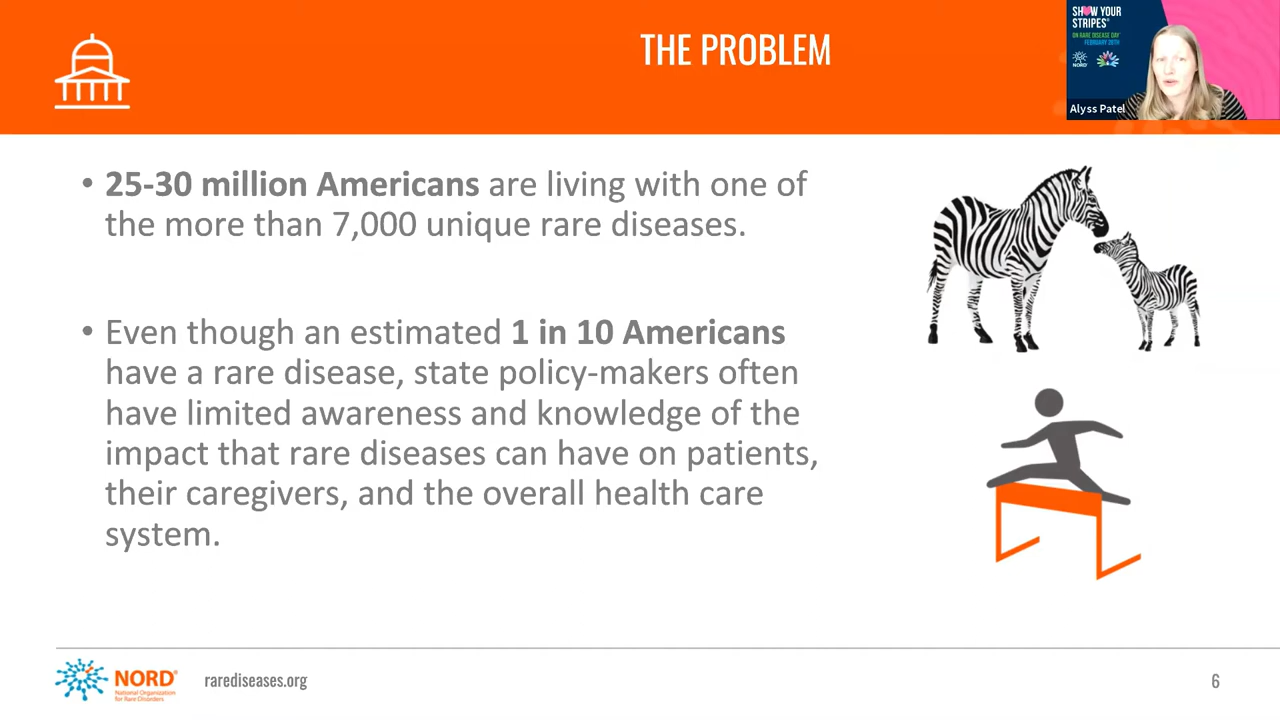 THE PROBLEM
SHOW YOUR
STRIPES®
ON RARE DISEASE DAY®
FEBRUARY 28TH
NORD®
Alyss Patel
• 25-30 million Americans are living with one of
the more than 7,000 unique rare diseases.
• Even though an estimated 1 in 10 Americans
have a rare disease, state policy-makers often
have limited awareness and knowledge of the
impact that rare diseases can have on patients,
their caregivers, and the overall health care
system.
NORD®
National Organization
for Rare Disorders
rarediseases.org
6